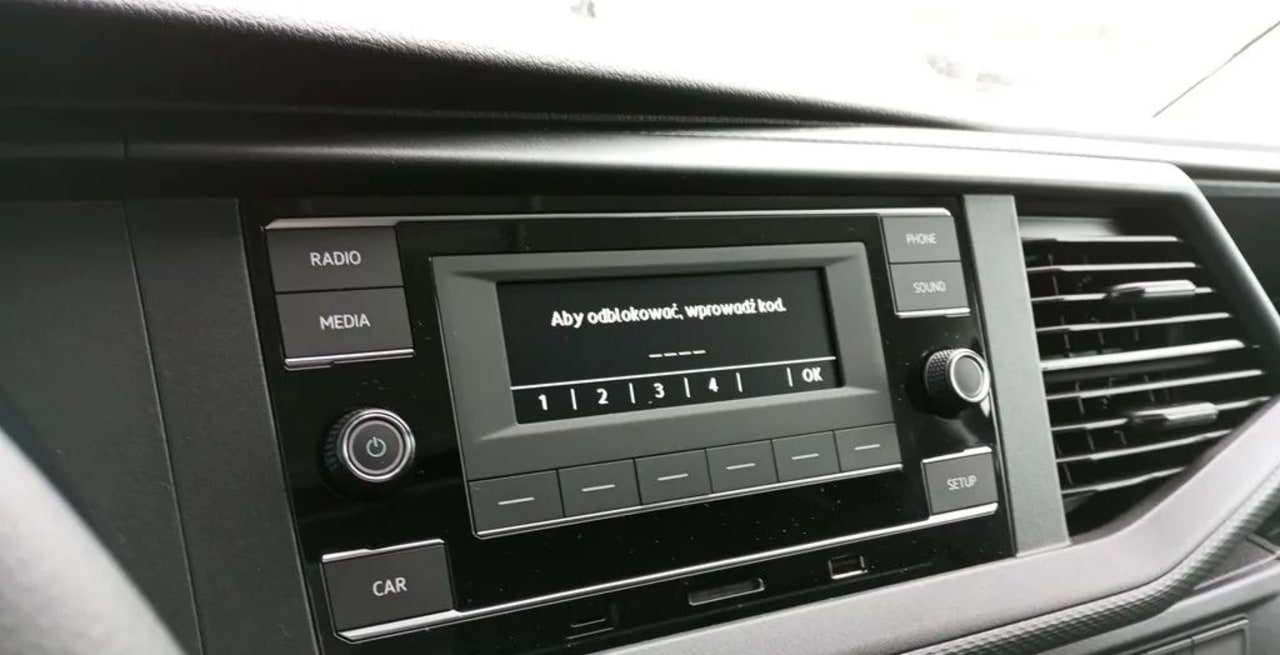 RADIO
MEDIA
PHONE
SOUND
Aby odblokować, wprowadź kod.
_ _ _ _
1 | 2 | 3 | 4 | | OK
SETUP
CAR